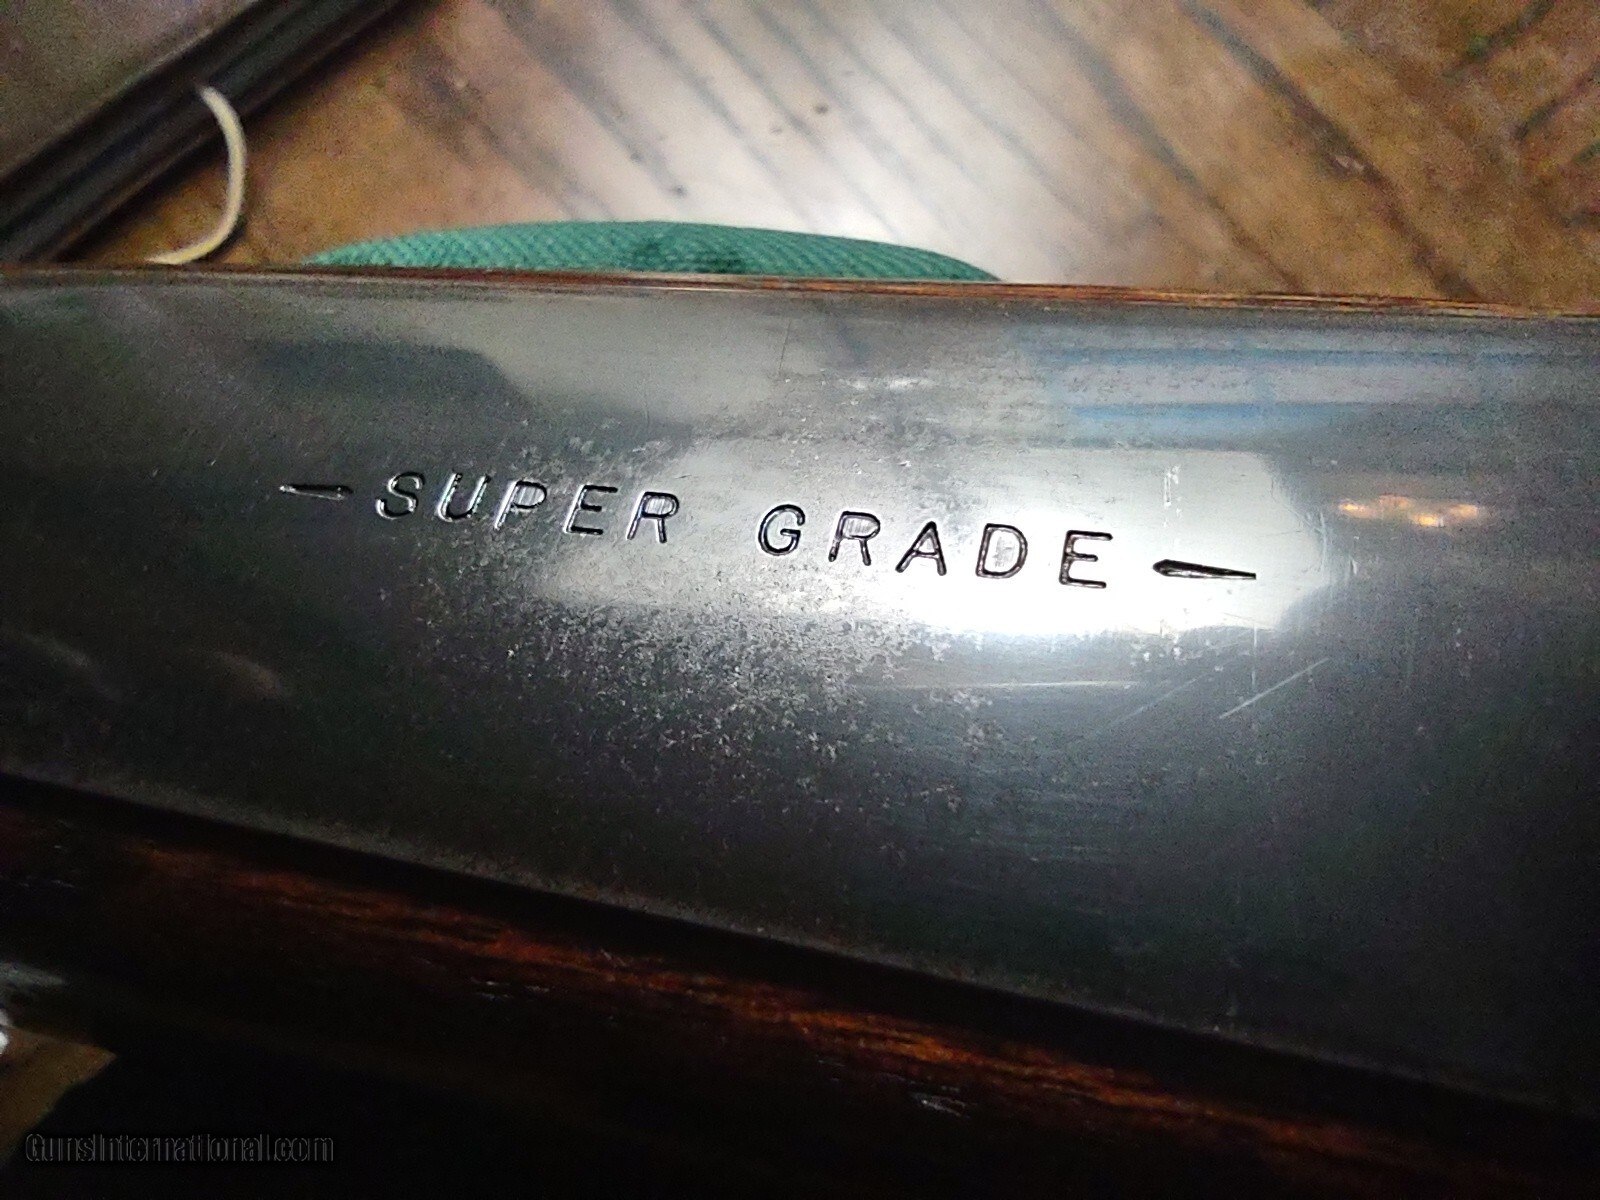 — SUPER GRADE —
GunsInternational.com